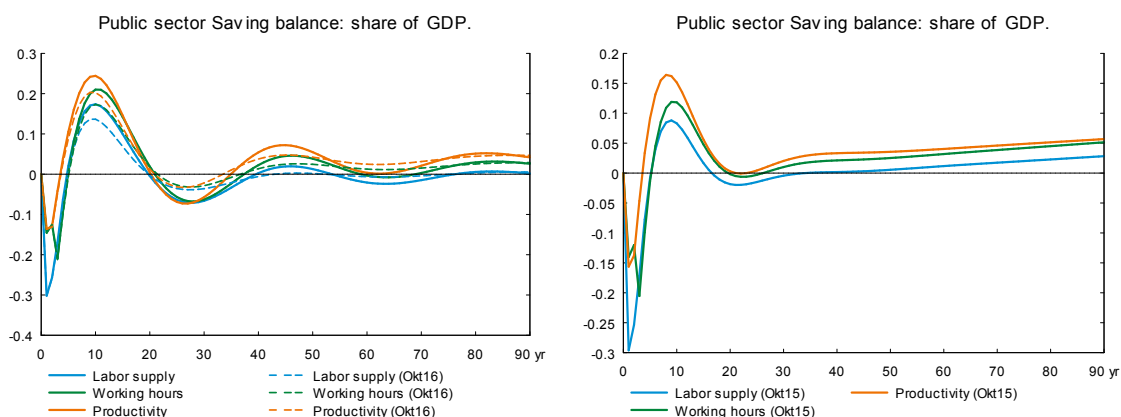 Public sector Saving balance: share of GDP.
0.3
0.2
0.1
0
-0.1
-0.2
-0.3
-0.4
0 10 20 30 40 50 60 70 80 90 yr
Labor supply
Labor supply (Okt16)
Working hours
Working hours (Okt16)
Productivity
Productivity (Okt16)
Public sector Saving balance: share of GDP.
0.2
0.15
0.1
0.05
0
-0.05
-0.1
-0.15
-0.2
-0.25
-0.3
0 10 20 30 40 50 60 70 80 90 yr
Labor supply (Okt15)
Productivity (Okt15)
Working hours (Okt15)